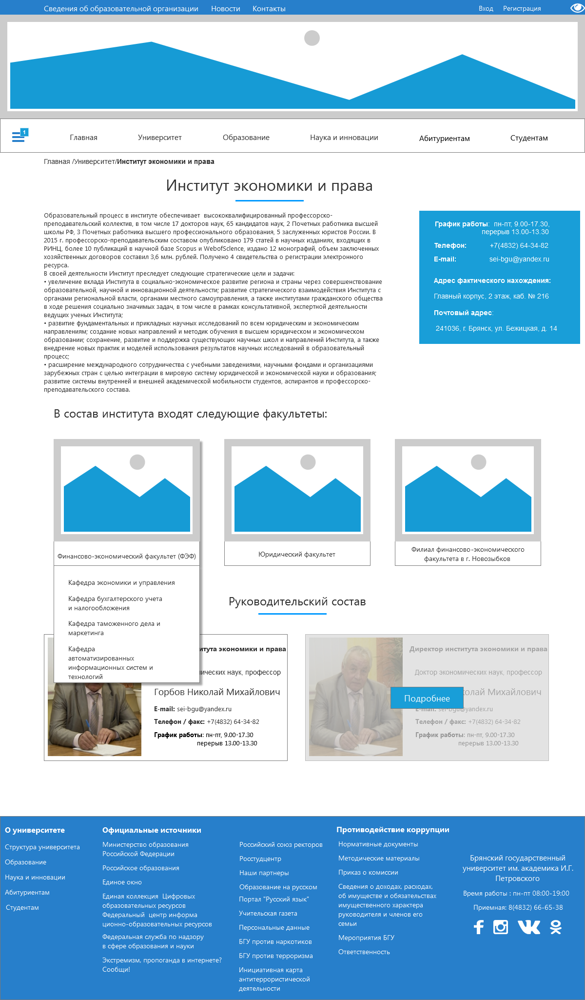 Сведения об образовательной организации Новости Контакты Вход Регистрация
1
Главная Университет Образование Наука и инновации Абитуриентам Студентам
Главная /Университет/Институт экономики и права
Институт экономики и права
Образовательный процесс в институте обеспечивает высококвалифицированный профессорско-
преподавательский коллектив, в том числе 17 докторов наук, 65 кандидатов наук, 2 Почетных работника высшей
школы РФ, 3 Почетных работника высшего профессионального образования, 5 заслуженных юристов России. В
2015 г. профессорско-преподавательским составом опубликовано 179 статей в научных изданиях, входящих в
РИНЦ, более 10 публикаций в научной базе Scopus и WebofSclence, издано 12 монографий, объем заключенных
хозяйственных договоров составил 3,6 млн. рублей. Получено 4 свидетельства о регистрации электронного
ресурса.
В своей деятельности Институт преследует следующие стратегические цели и задачи:
• увеличение вклада Института в социально-экономическое развитие региона и страны через совершенствование
образовательной, научной и инновационной деятельности; развитие стратегического взаимодействия Института с
органами региональной власти, органами местного самоуправления, а также институтами гражданского общества
в ходе решения социально значимых задач, в том числе в рамках консультативной, экспертной деятельности
ведущих ученых Института;
• развитие фундаментальных и прикладных научных исследований по всем юридическим и экономическим
направлениям; создание новых направлений и методик обучения в высшем юридическом и экономическом
образовании; сохранение, развитие и поддержка существующих научных школ и направлений Института, а также
внедрение новых практик и моделей использования результатов научных исследований в образовательный
процесс;
• расширение международного сотрудничества с учебными заведениями, научными фондами и организациями
зарубежных стран с целью интеграции в мировую систему юридической и экономической науки и образования;
развитие системы внутренней и внешней академической мобильности студентов, аспирантов и профессорско-
преподавательского состава.
График работы: пн-пт, 9.00-17.30,
перерыв 13.00-13.30
Телефон: +7(4832) 64-34-82
E-mail: sei-bgu@yandex.ru
Адрес фактического нахождения:
Главный корпус, 2 этаж, каб. № 216
Почтовый адрес:
241036, г. Брянск, ул. Бежицкая, д. 14
В состав института входят следующие факультеты:
Финансово-экономический факультет (ФЭФ)
Юридический факультет
Филиал финансово-экономического
факультета в г. Новозыбков
Кафедра экономики и управления
Кафедра бухгалтерского учета
и налогообложения
Кафедра таможенного дела и
маркетинга
Кафедра
автоматизированных
информационных систем и
технологий
Руководительский состав
итута экономики и права
ических наук, профессор
Горбов Николай Михайлович
E-mail: sei-bgu@yandex.ru
Телефон / факс: +7(4832) 64-34-82
График работы: пн-пт, 9.00-17.30
перерыв 13.00-13.30
Директор института экономики и права
Доктор экономических наук, профессор
колай Михайлович
Подробнее
E-mail: sei-bgu@yandex.ru
Телефон / факс: +7(4832) 64-34-82
График работы: пн-пт, 9.00-17.30
перерыв 13.00-13.30
О университете
Структура университета
Образование
Наука и инновации
Абитуриентам
Студентам
Официальные источники
Министерство образования
Российской Федерации
Российское образования
Единое окно
Единая коллекция Цифровых
образовательных ресурсов
Федеральный центр информа
ционно-образовательных ресурсов
Федеральная служба по надзору
в сфере образования и науки
Экстремизм, пропоганда в интернете?
Сообщи!
Российский союз ректоров
Росстудцентр
Наши партнеры
Образование на русском
Портал "Русский язык"
Учительская газета
Персональные данные
БГУ против наркотиков
БГУ против терроризма
Инициативная карта
антитеррористической
деятельности
Противодействие коррупции
Нормативные документы
Методические материалы
Приказ о комиссии
Сведения о доходах, расходах,
об имуществе и обязательствах
имущественного характера
руководителя и членов его
семьи
Мероприятия БГУ
Ответственность
Брянский государственный
университет им. академика И.Г.
Петровского
Время работы : пн-пт 08:00-19:00
Приемная: 8(4832) 66-65-38